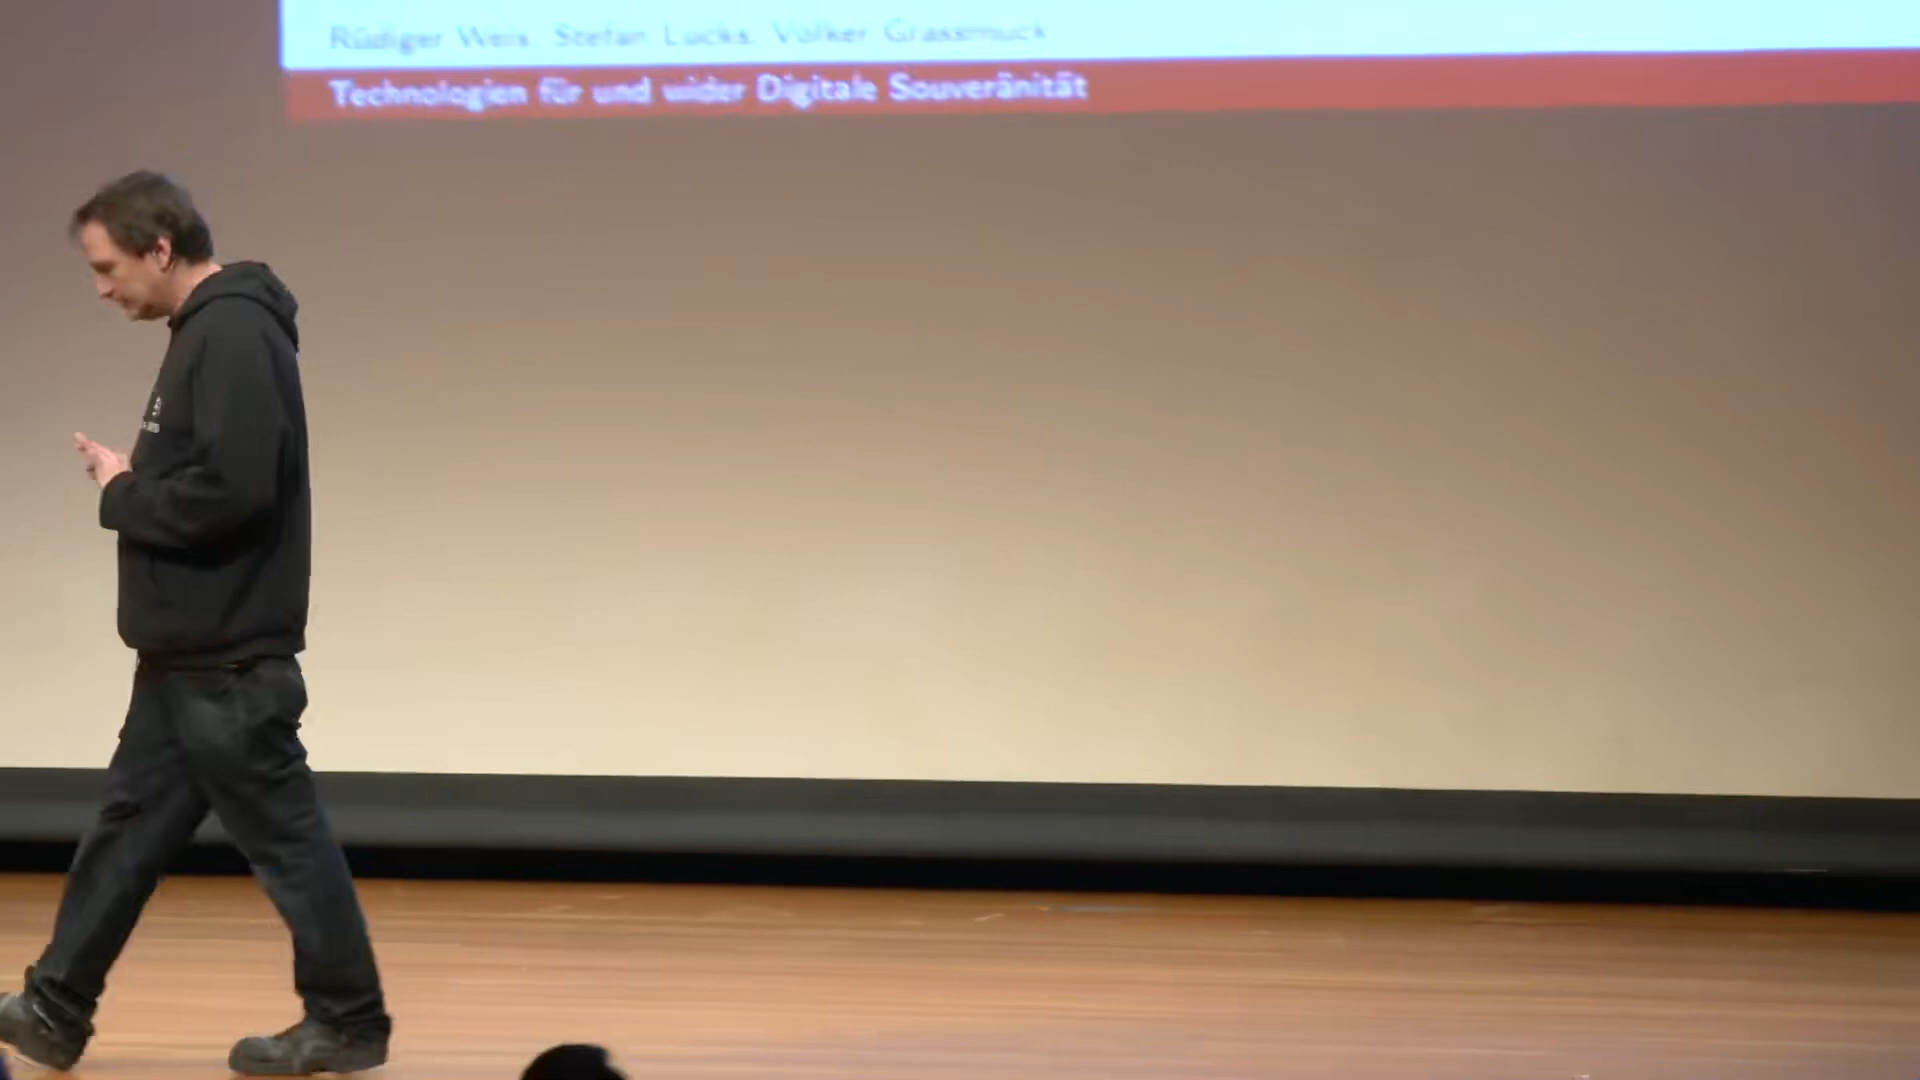 Rüdiger Weis, Stefan Lucks, Volker Grassmuck
Technologien für und wider Digitale Souveränität